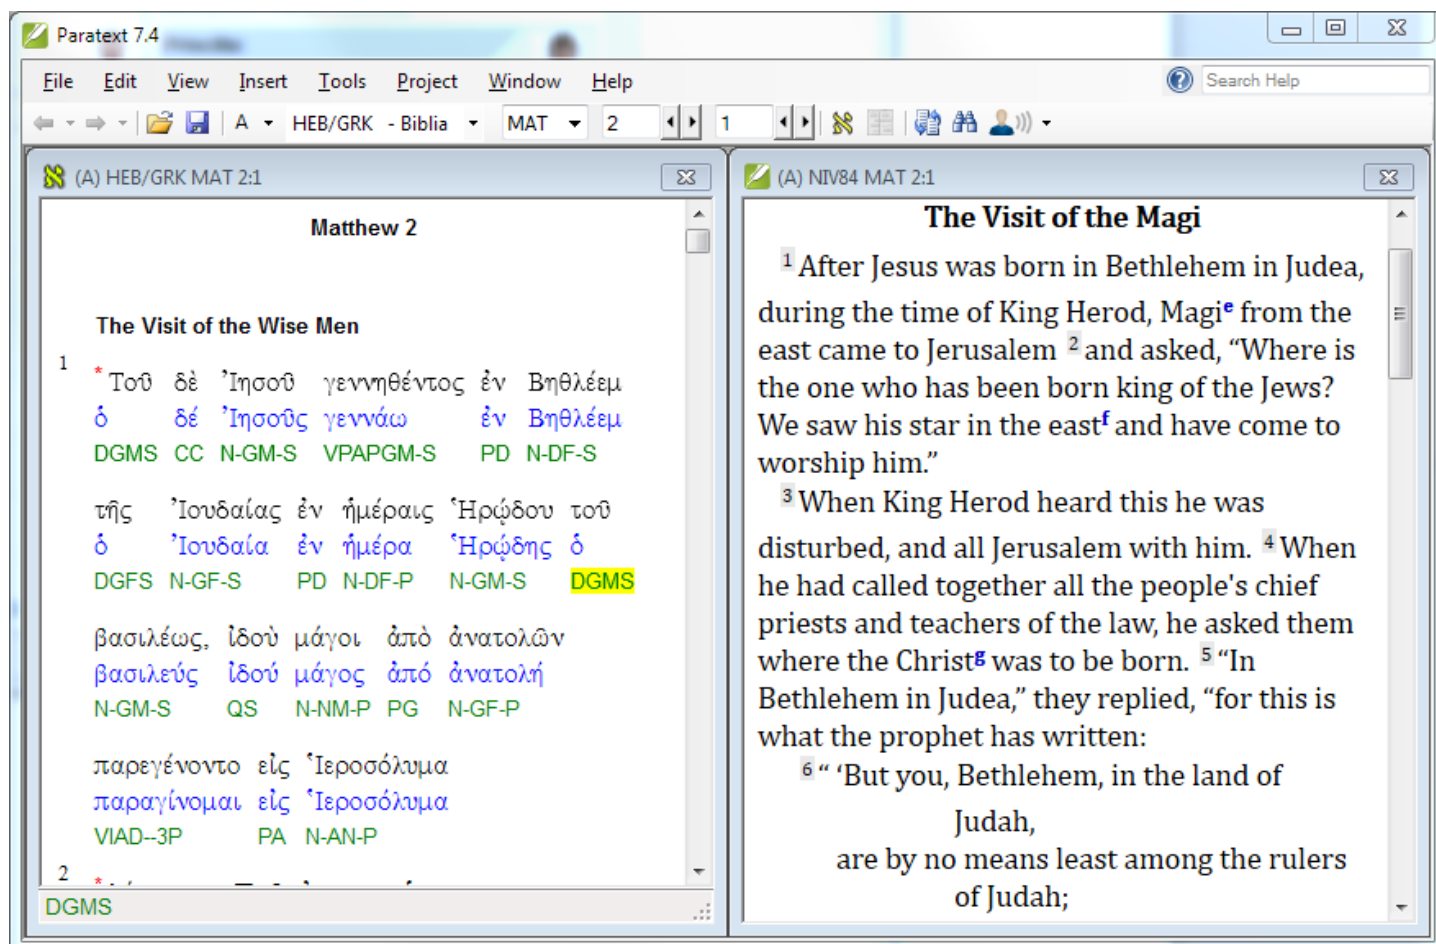 Paratext 7.4
File Edit View Insert Tools Project Window Help Search Help
A HEB/GRK - Biblia MAT 2 1
(A) HEB/GRK MAT 2:1
Matthew 2
The Visit of the Wise Men
1 * Τοῦ δὲ Ἰησοῦ γεννηθέντος ἐν Βηθλέεμ
ὁ δέ Ἰησοῦς γεννάω ἐν Βηθλέεμ
DGMS CC N-GM-S VPAPGM-S PD N-DF-S
τῆς Ἰουδαίας ἐν ἡμέραις Ἡρῴδου τοῦ
ὁ Ἰουδαία ἐν ἡμέρα Ἡρῴδης ὁ
DGFS N-GF-S PD N-DF-P N-GM-S DGMS
βασιλέως, ἰδοὺ μάγοι ἀπὸ ἀνατολῶν
βασιλεύς ἰδού μάγος ἀπό ἀνατολή
N-GM-S QS N-NM-P PG N-GF-P
παρεγένοντο εἰς Ἱεροσόλυμα
παραγίνομαι εἰς Ἱεροσόλυμα
VIAD--3P PA N-AN-P
2 *
DGMS
(A) NIV84 MAT 2:1
The Visit of the Magi
1 After Jesus was born in Bethlehem in Judea,
during the time of King Herod, Magie from the
east came to Jerusalem 2 and asked, “Where is
the one who has been born king of the Jews?
We saw his star in the eastf and have come to
worship him.”
3 When King Herod heard this he was
disturbed, and all Jerusalem with him. 4 When
he had called together all the people's chief
priests and teachers of the law, he asked them
where the Christg was to be born. 5 “In
Bethlehem in Judea,” they replied, “for this is
what the prophet has written:
6 “ ‘But you, Bethlehem, in the land of
Judah,
are by no means least among the rulers
of Judah;